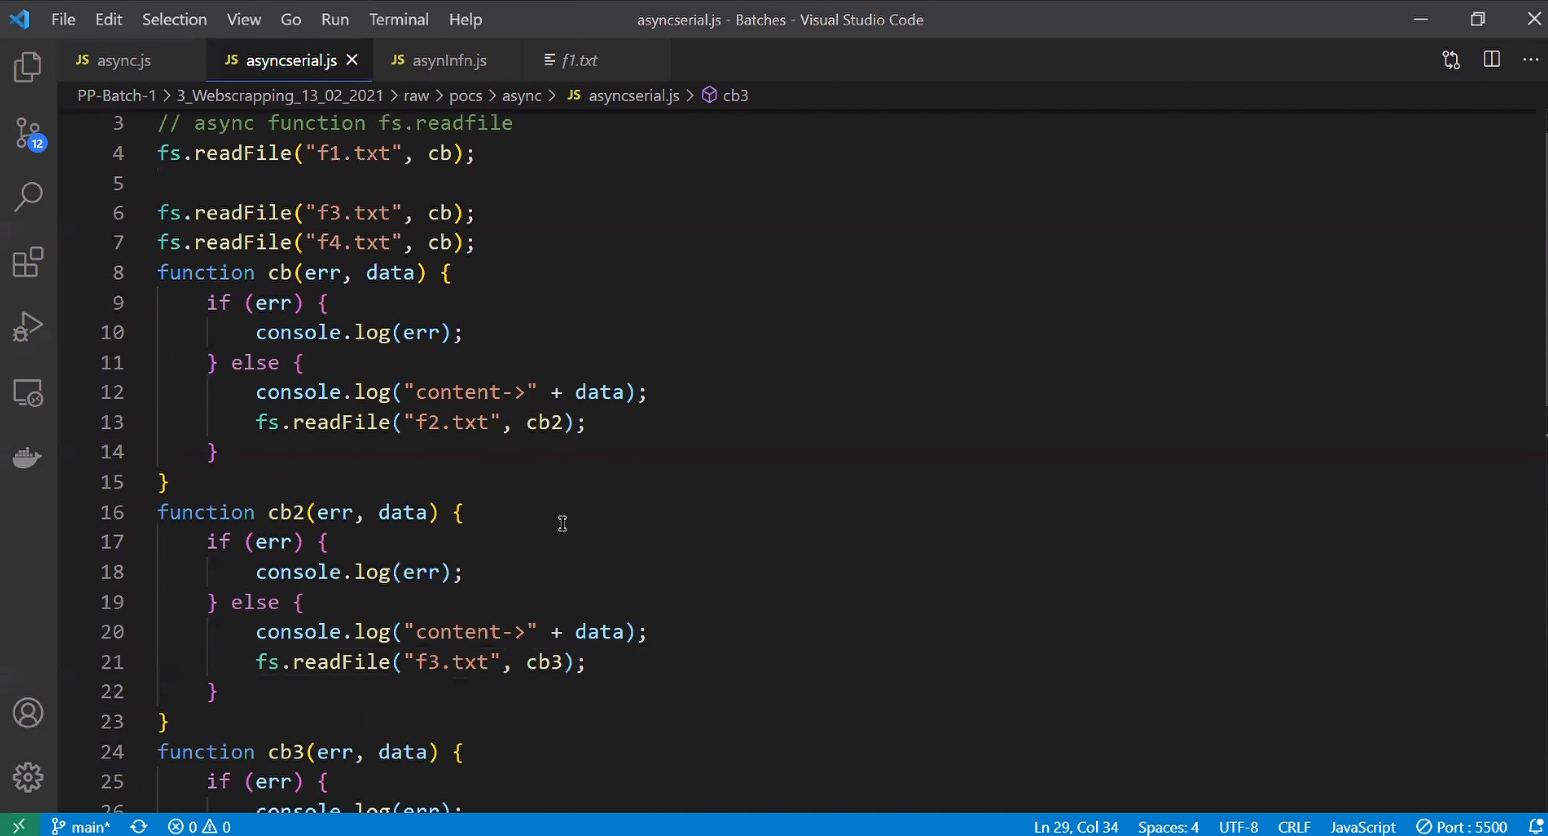 File Edit Selection View Go Run Terminal Help asyncserial.js - Batches - Visual Studio Code
JS async.js JS asyncserial.js JS asynInfn.js f1.txt
PP-Batch-1 > 3_Webscrapping_13_02_2021 > raw > pocs > async > JS asyncserial.js > cb3
3 // async function fs.readfile
4 fs.readFile("f1.txt", cb);
5
6 fs.readFile("f3.txt", cb);
7 fs.readFile("f4.txt", cb);
8 function cb(err, data) {
9 if (err) {
10 console.log(err);
11 } else {
12 console.log("content->" + data);
13 fs.readFile("f2.txt", cb2);
14 }
15 }
16 function cb2(err, data) {
17 if (err) {
18 console.log(err);
19 } else {
20 console.log("content->" + data);
21 fs.readFile("f3.txt", cb3);
22 }
23 }
24 function cb3(err, data) {
25 if (err) {
26 console.log(err);
12
main* 0 0 Ln 29, Col 34 Spaces: 4 UTF-8 CRLF JavaScript Port : 5500